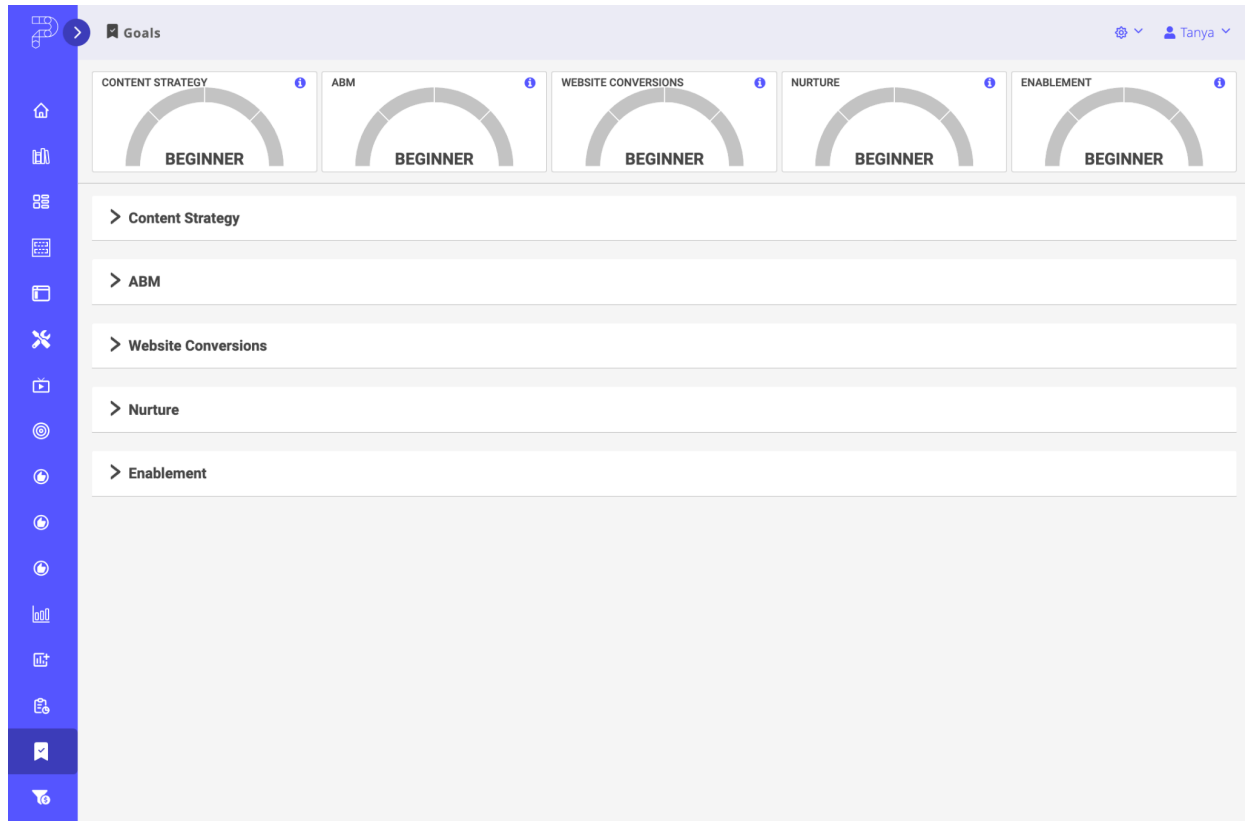 Goals
Tanya
CONTENT STRATEGY
BEGINNER
ABM
BEGINNER
WEBSITE CONVERSIONS
BEGINNER
NURTURE
BEGINNER
ENABLEMENT
BEGINNER
Content Strategy
ABM
Website Conversions
Nurture
Enablement